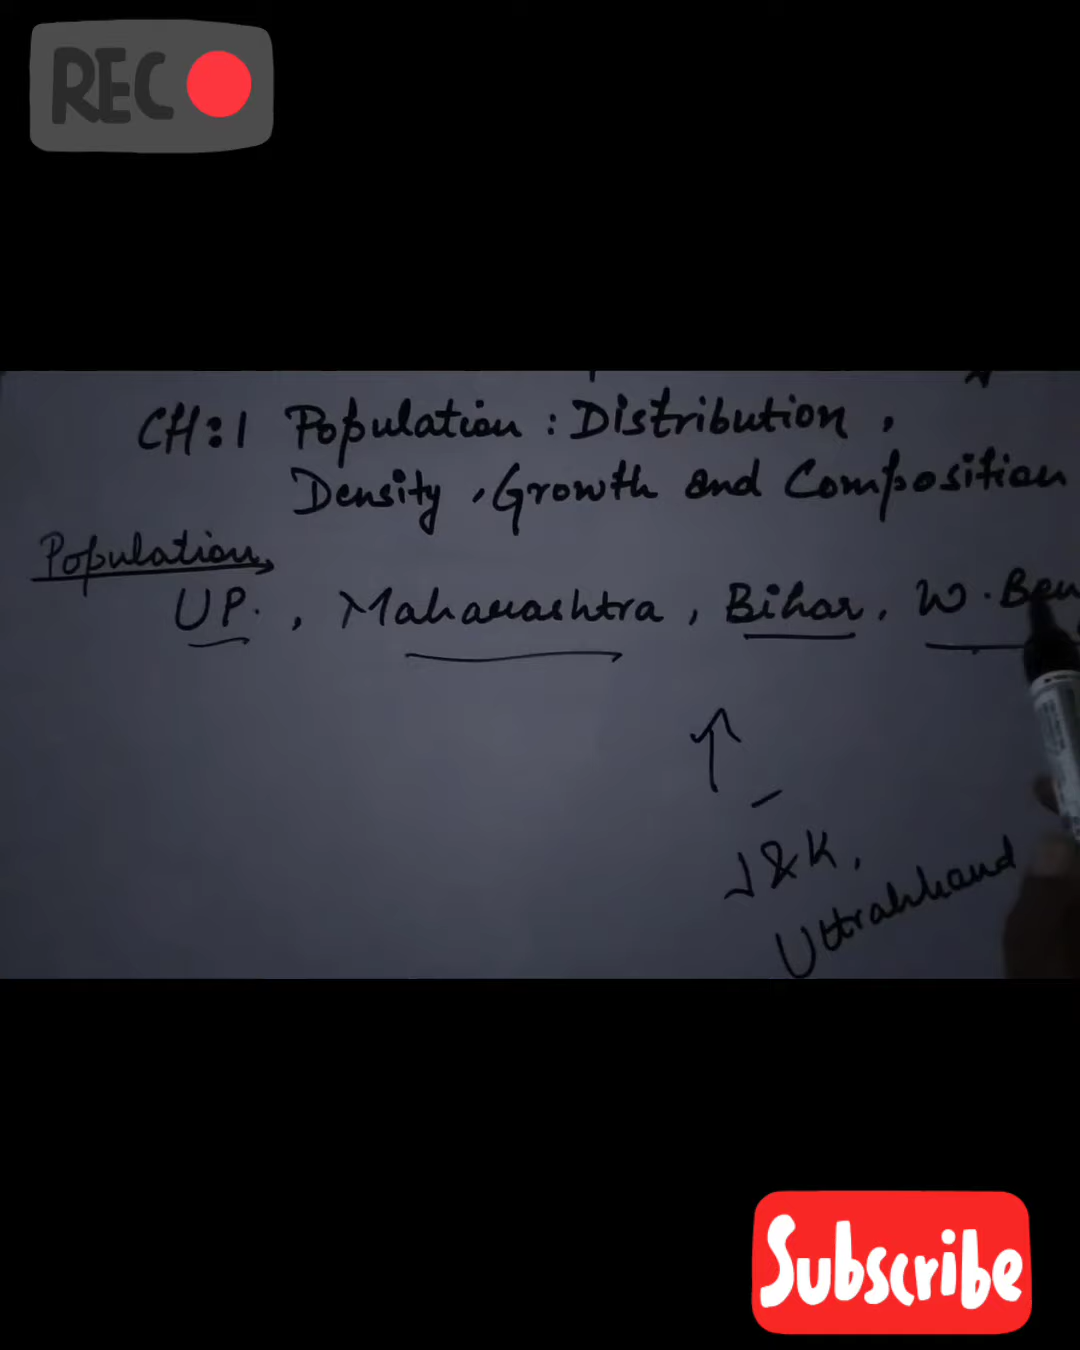 REC
CH:1 Population : Distribution,
Density, Growth and Composition
Population
UP., Maharashtra, Bihar, W. Ben
J&K,
Uttrakhand
Subscribe